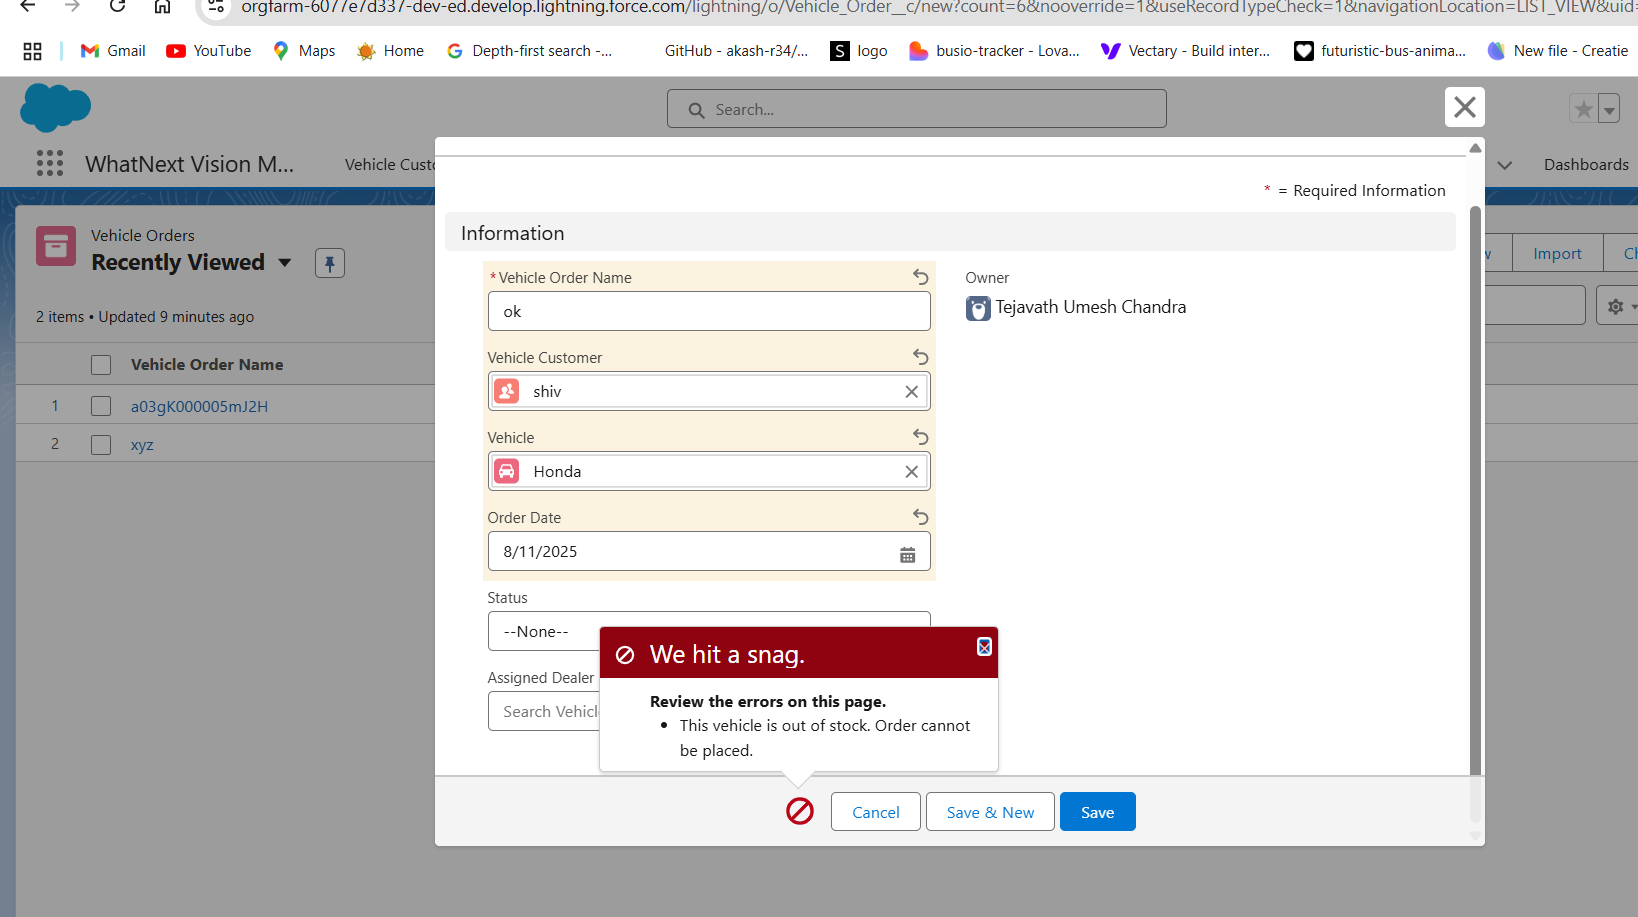 orgfarm-6077e7d337-dev-ed.develop.lightning.force.com/lightning/o/Vehicle_Order__c/new?count=6&nooverride=1&useRecordTypeCheck=1&navigationLocation=LIST_VIEW&uid=
Gmail YouTube Maps Home Depth-first search -... GitHub - akash-r34/... S logo busio-tracker - Lova... Vectary - Build inter... futuristic-bus-anima... New file - Creatie
Search...
WhatNext Vision M... Vehicle Custo Dashboards
* = Required Information
Information
Vehicle Orders
Recently Viewed
Import
2 items • Updated 9 minutes ago
Vehicle Order Name
1 a03gK000005mJ2H
2 xyz
*Vehicle Order Name
ok
Owner
Tejavath Umesh Chandra
Vehicle Customer
shiv
Vehicle
Honda
Order Date
8/11/2025
Status
--None--
Assigned Dealer
Search Vehicl
We hit a snag.
Review the errors on this page.
• This vehicle is out of stock. Order cannot
be placed.
Cancel Save & New Save